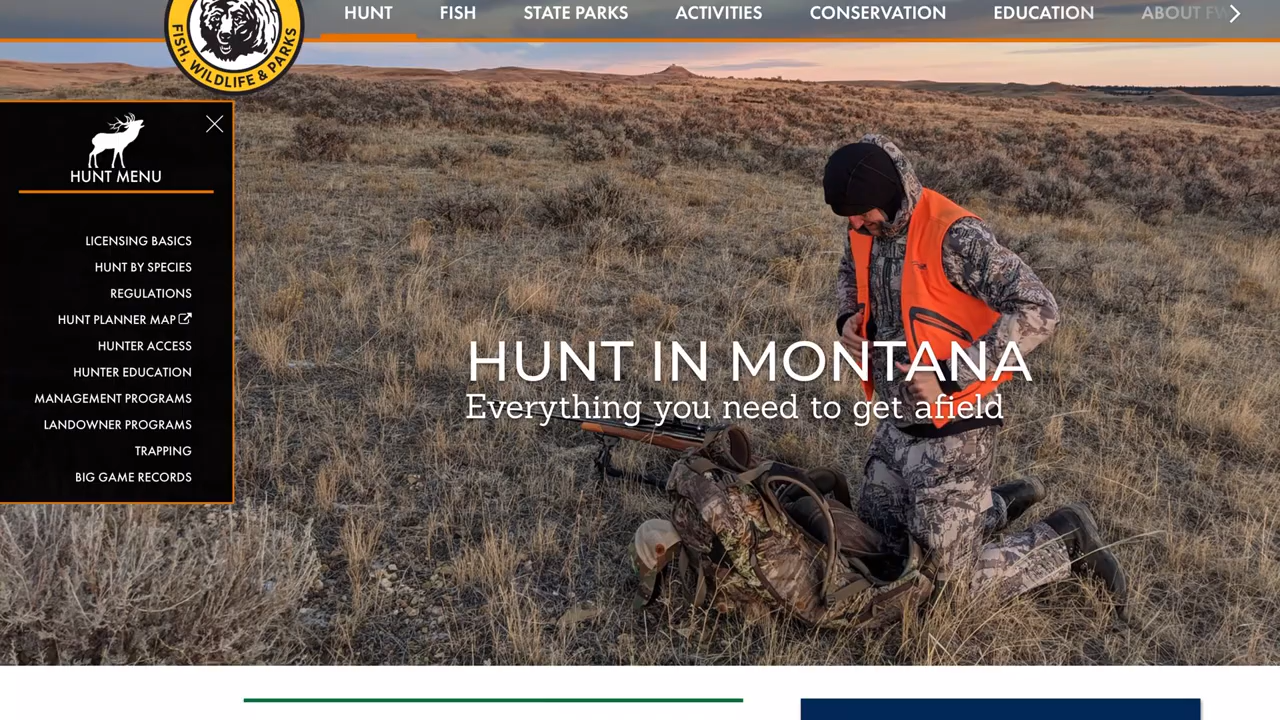 HUNT
FISH
STATE PARKS
ACTIVITIES
CONSERVATION
EDUCATION
ABOUT FW
FISH, WILDLIFE & PARKS
HUNT MENU
LICENSING BASICS
HUNT BY SPECIES
REGULATIONS
HUNT PLANNER MAP
HUNTER ACCESS
HUNTER EDUCATION
MANAGEMENT PROGRAMS
LANDOWNER PROGRAMS
TRAPPING
BIG GAME RECORDS
HUNT IN MONTANA
Everything you need to get afield